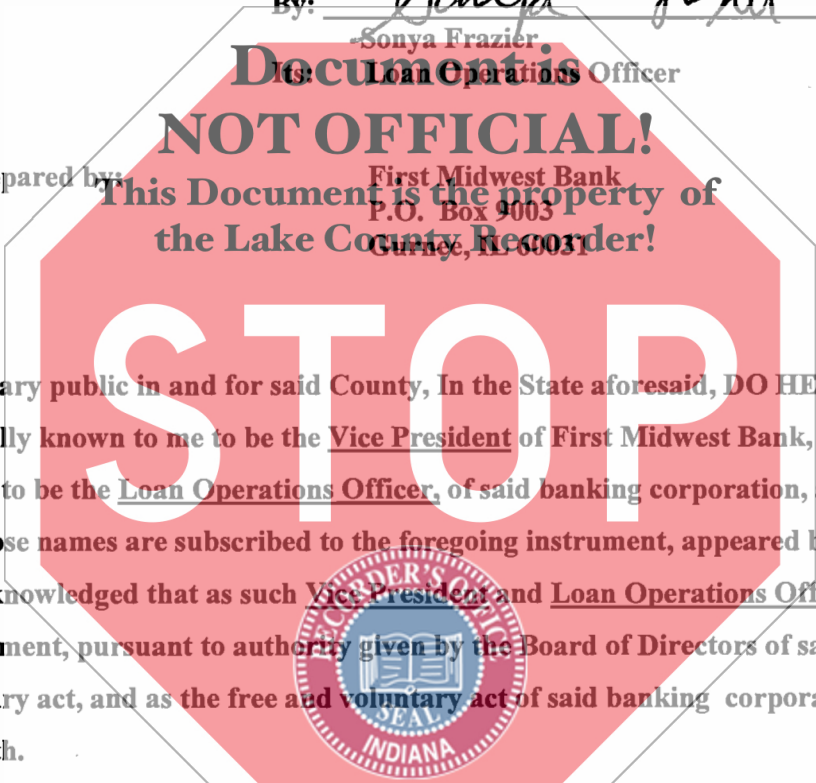 By:
Sonya Frazier
Its: Loan Operations Officer
Document is
NOT OFFICIAL!
pared by: First Midwest Bank
This Document is the property of
P.O. Box 9003
the Lake County Recorder!
Gurnee, IL 60031
STOP
ary public in and for said County, In the State aforesaid, DO HE
lly known to me to be the Vice President of First Midwest Bank,
to be the Loan Operations Officer, of said banking corporation,
se names are subscribed to the foregoing instrument, appeared b
nowledged that as such Vice President and Loan Operations Off
ment, pursuant to authority given by the Board of Directors of sa
ry act, and as the free and voluntary act of said banking corpora
h.
RECORDER'S OFFICE
SEAL
INDIANA